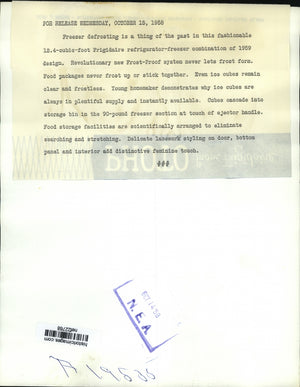 FOR RELEASE WEDNESDAY, OCTOBER 15, 1958
Freezer defrosting is a thing of the past in this fashionable
13.4-cubic-foot Frigidaire refrigerator-freezer combination of 1959
design. Revolutionary new Frost-Proof system never lets frost form.
Food packages never frost up or stick together. Even ice cubes remain
clear and frostless. Young homemaker demonstrates why ice cubes are
always in plentiful supply and instantly available. Cubes cascade into
storage bin in the 90-pound freezer section at touch of ejector handle.
Food storage facilities are scientifically arranged to eliminate
searching and stretching. Delicate lacework styling on door, bottom
panel and interior add distinctive feminine touch.
###
PHOTO
N.E.A.
historicimages.com